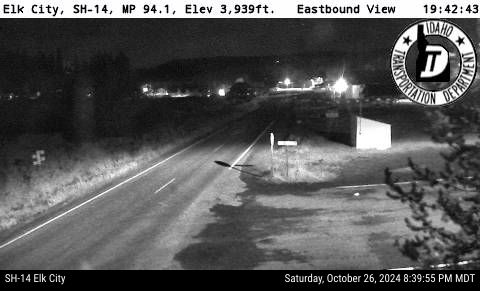 Elk City, SH-14, MP 94.1, Elev 3,939ft. Eastbound View 19:42:43
IDAHO
TRANSPORTATION DEPARTMENT
SH-14 Elk City Saturday, October 26, 2024 8:39:55 PM MDT